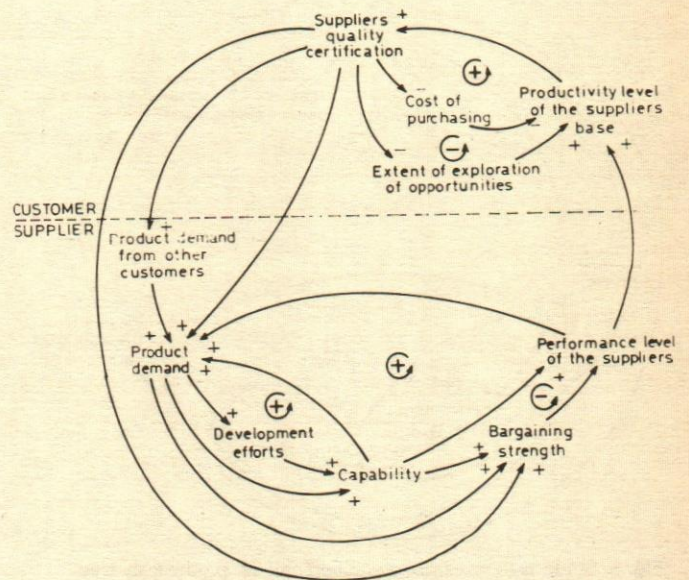 Suppliers
quality
certification
Cost of
purchasing
Productivity level
of the suppliers
base
Extent of exploration
of opportunities
CUSTOMER
SUPPLIER
Product demand
from other
customers
Product
demand
Performance level
of the suppliers
Development
efforts
Capability
Bargaining
strength